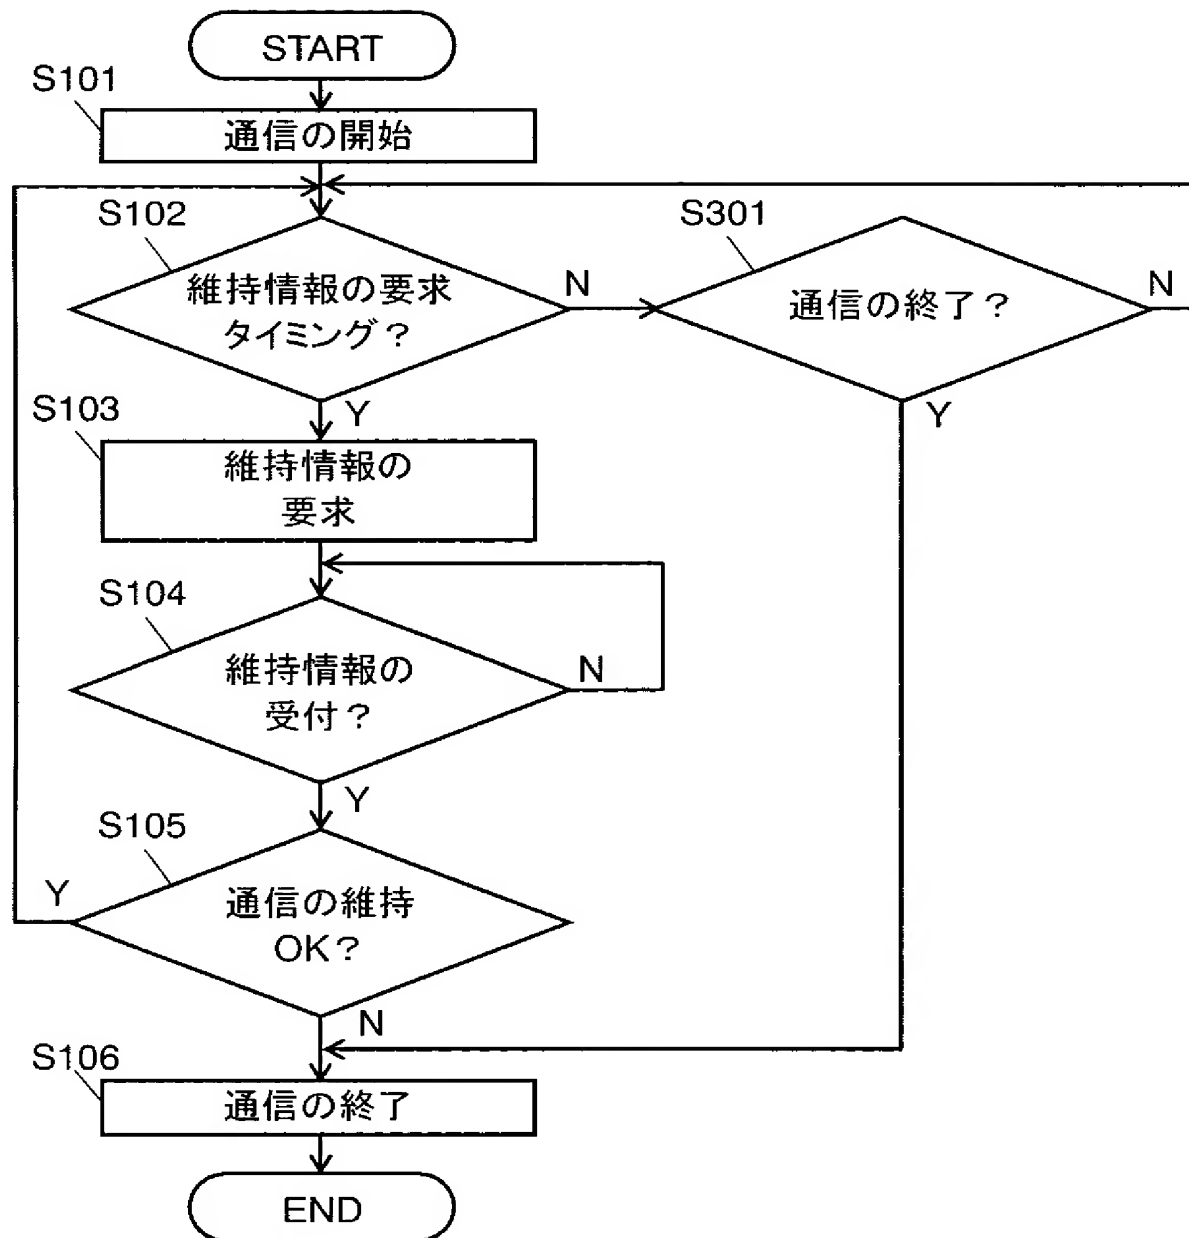 START
S101
通信の開始
S102
維持情報の要求
タイミング？
N
S301
通信の終了？
N
Y
Y
S103
維持情報の
要求
S104
維持情報の
受付？
N
Y
S105
Y
通信の維持
OK？
N
S106
通信の終了
END